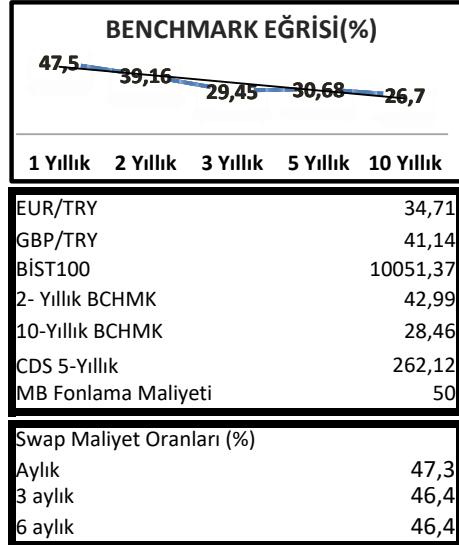 BENCHMARK EĞRİSİ(%)
47,5 39,16 29,45 30,68 26,7
1 Yıllık 2 Yıllık 3 Yıllık 5 Yıllık 10 Yıllık
EUR/TRY 34,71
GBP/TRY 41,14
BİST100 10051,37
2- Yıllık BCHMK 42,99
10-Yıllık BCHMK 28,46
CDS 5-Yıllık 262,12
MB Fonlama Maliyeti 50
Swap Maliyet Oranları (%)
Aylık 47,3
3 aylık 46,4
6 aylık 46,4